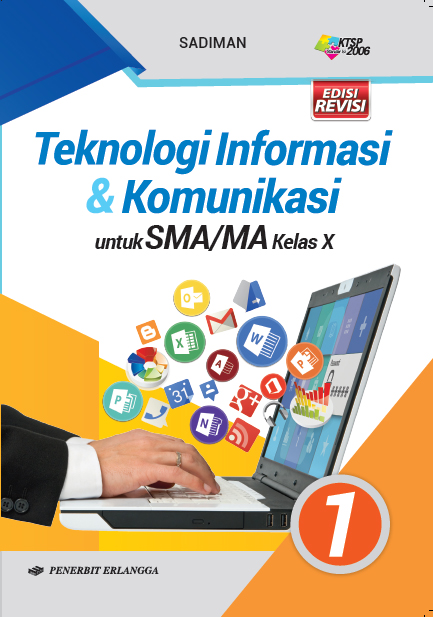 SADIMAN
KTSP
2006
EDISI
REVISI
Teknologi Informasi
& Komunikasi
untuk SMA/MA Kelas X
1
PENERBIT ERLANGGA